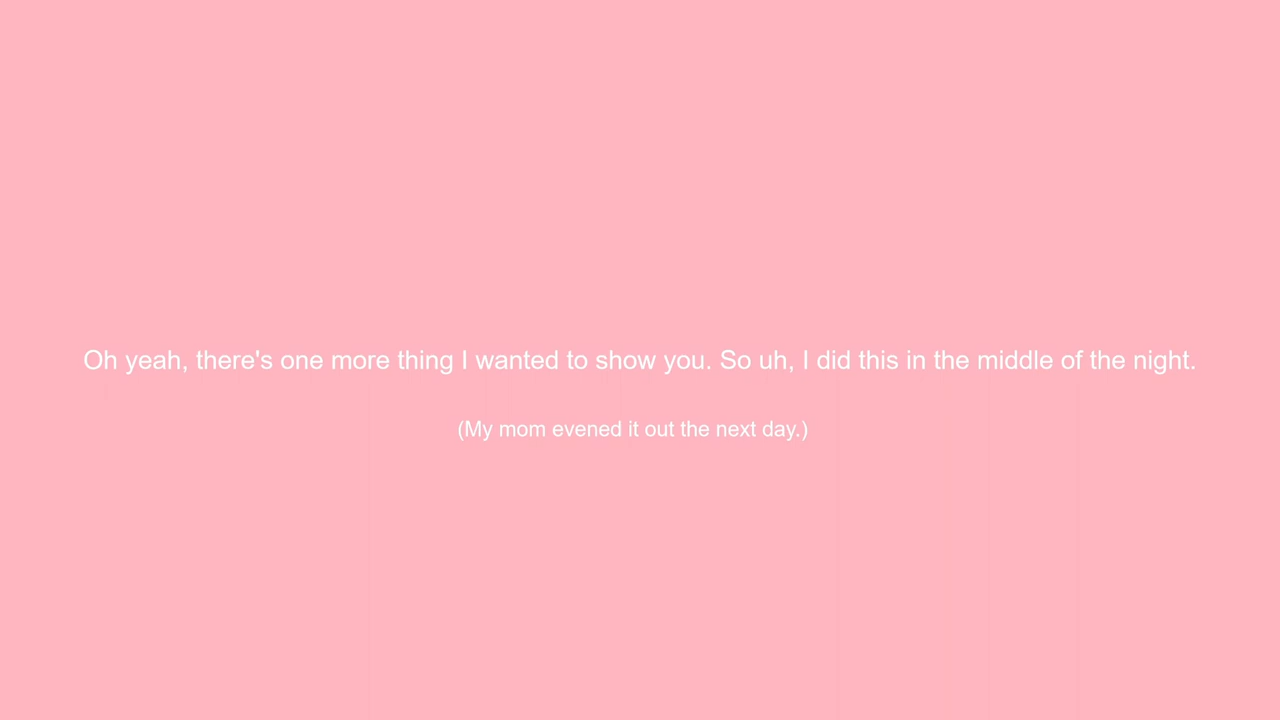 Oh yeah, there's one more thing I wanted to show you. So uh, I did this in the middle of the night.
(My mom evened it out the next day.)